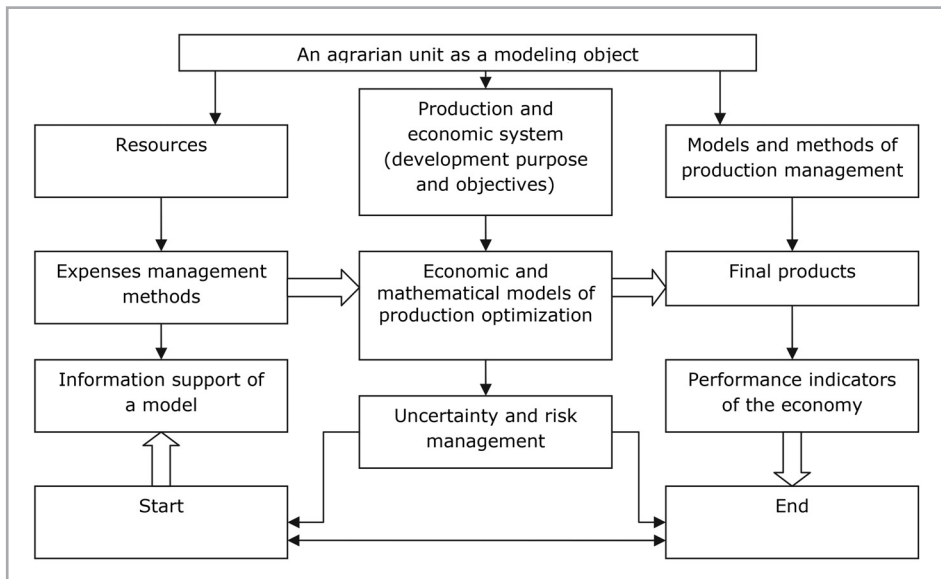 An agrarian unit as a modeling object
Resources
Production and
economic system
(development purpose
and objectives)
Models and methods of
production management
Expenses management
methods
Economic and
mathematical models of
production optimization
Final products
Information support of
a model
Uncertainty and risk
management
Performance indicators
of the economy
Start
End